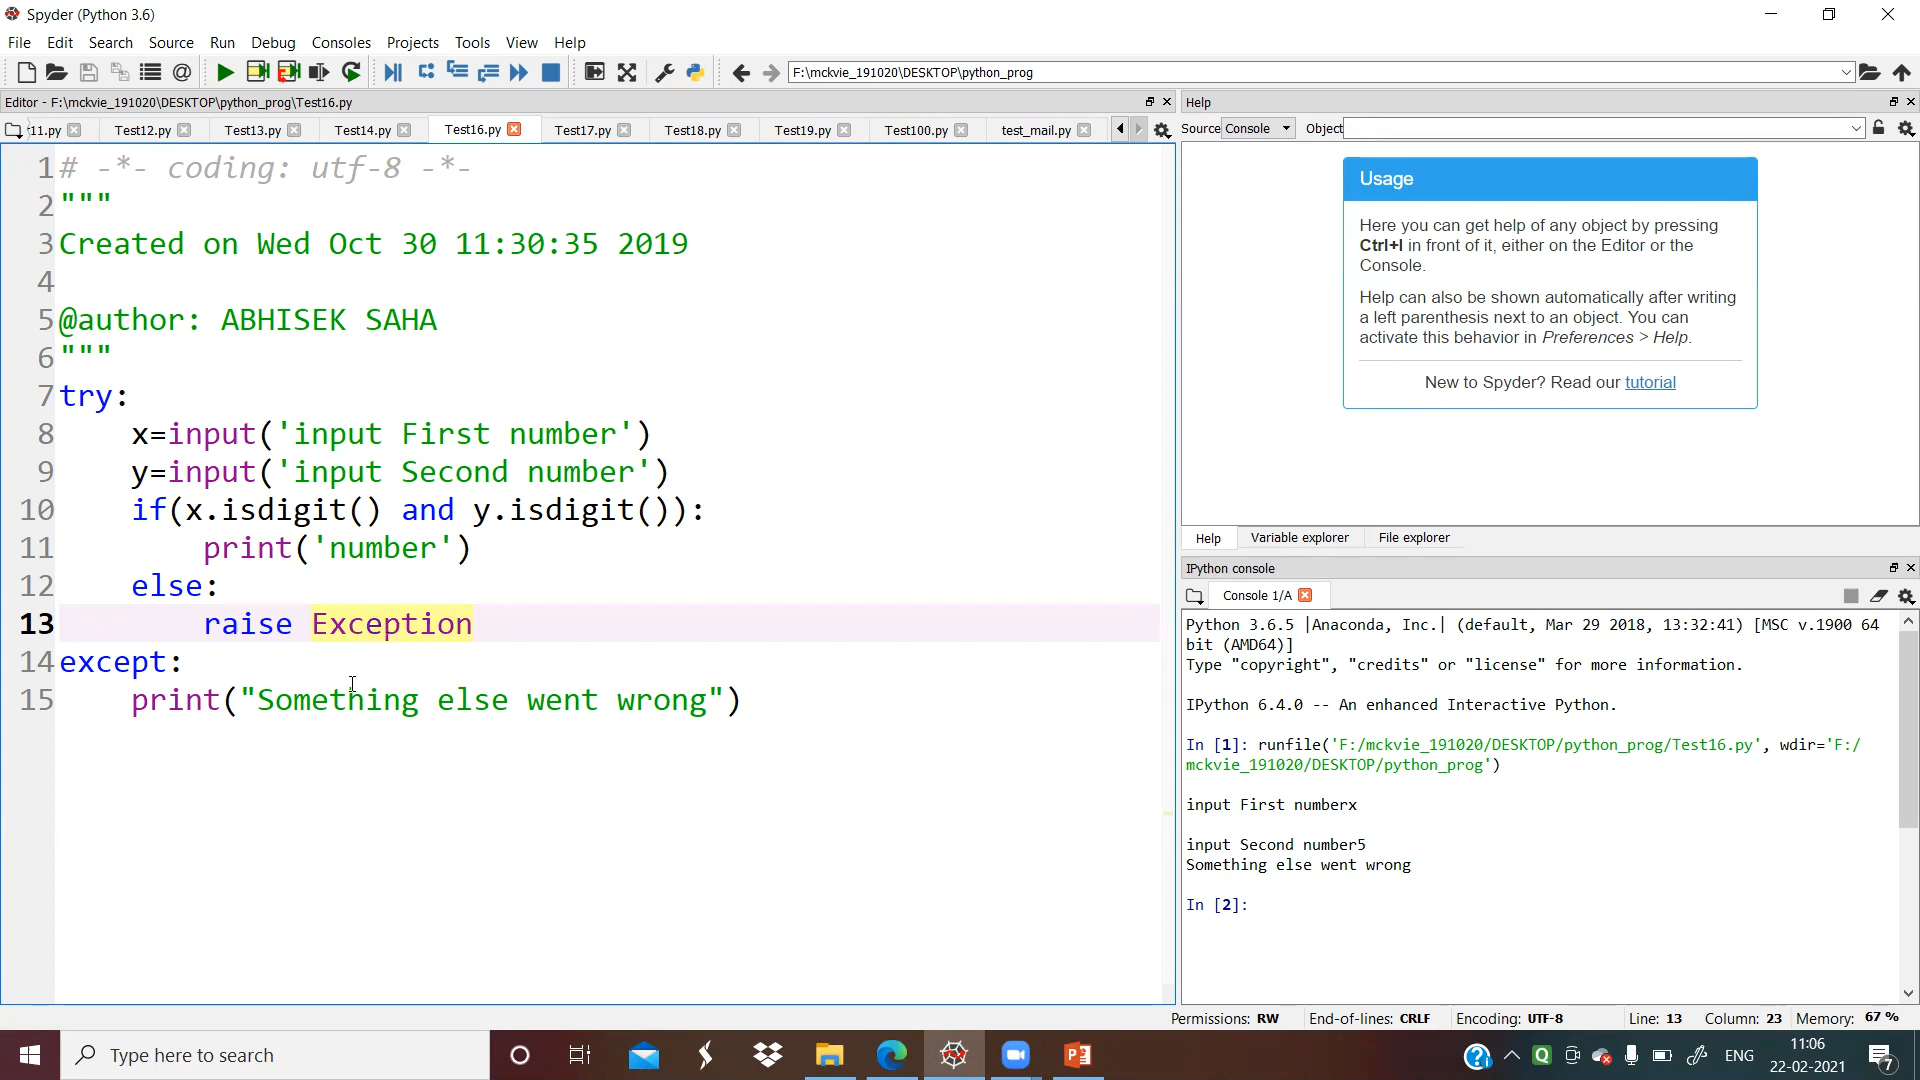 Spyder (Python 3.6)
File Edit Search Source Run Debug Consoles Projects Tools View Help
F:\mckvie_191020\DESKTOP\python_prog
Editor - F:\mckvie_191020\DESKTOP\python_prog\Test16.py
11.py Test12.py Test13.py Test14.py Test16.py Test17.py Test18.py Test19.py Test100.py test_mail.py
1 # -*- coding: utf-8 -*-
2 """
3 Created on Wed Oct 30 11:30:35 2019
4
5 @author: ABHISEK SAHA
6 """
7 try:
8     x=input('input First number')
9     y=input('input Second number')
10     if(x.isdigit() and y.isdigit()):
11         print('number')
12     else:
13         raise Exception
14 except:
15     print("Something else went wrong")
Help
Source Console Object
Usage
Here you can get help of any object by pressing
Ctrl+I in front of it, either on the Editor or the
Console.
Help can also be shown automatically after writing
a left parenthesis next to an object. You can
activate this behavior in Preferences > Help.
New to Spyder? Read our tutorial
Help Variable explorer File explorer
IPython console
Console 1/A
Python 3.6.5 |Anaconda, Inc.| (default, Mar 29 2018, 13:32:41) [MSC v.1900 64
bit (AMD64)]
Type "copyright", "credits" or "license" for more information.
IPython 6.4.0 -- An enhanced Interactive Python.
In [1]: runfile('F:/mckvie_191020/DESKTOP/python_prog/Test16.py', wdir='F:/
mckvie_191020/DESKTOP/python_prog')
input First numberx
input Second number5
Something else went wrong
In [2]:
Permissions: RW End-of-lines: CRLF Encoding: UTF-8 Line: 13 Column: 23 Memory: 67 %
Type here to search
ENG
11:06
22-02-2021
7